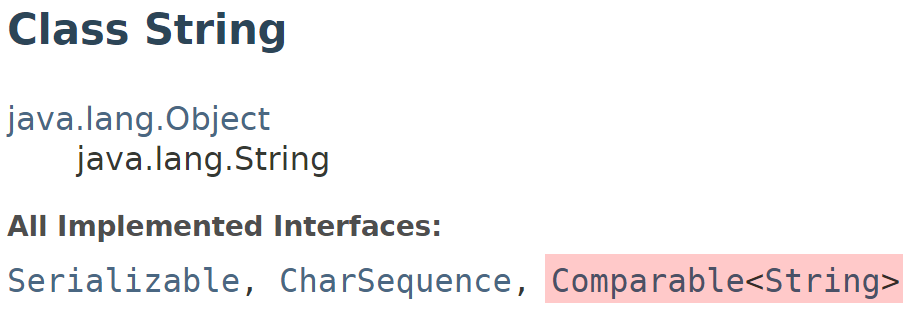 Class String
java.lang.Object
java.lang.String
All Implemented Interfaces:
Serializable, CharSequence, Comparable<String>